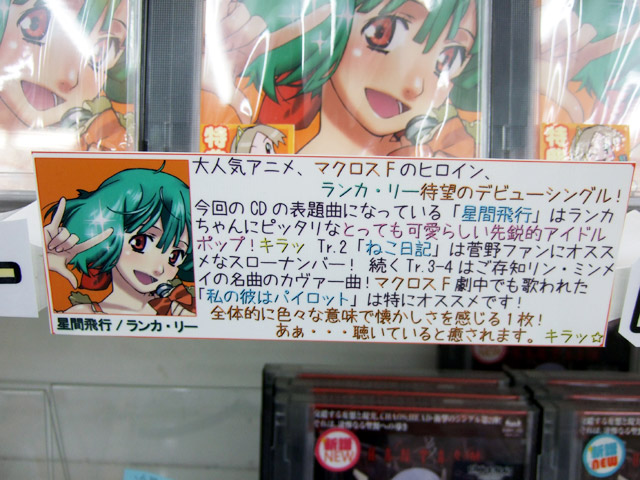 大人気アニメ、マクロスFのヒロイン、
ランカ・リー待望のデビューシングル!
今回のCDの表題曲になっている「星間飛行」はランカ
ちゃんにピッタリなとっても可愛らしい先鋭的アイドル
ポップ!キラッ Tr.2「ねこ日記」は菅野ファンにオススメ
なスローナンバー! 続くTr.3-4はご存知リン・ミンメ
イの名曲のカヴァー曲!マクロスF劇中でも歌われた
「私の彼はパイロット」は特にオススメです!
全体的に色々な意味で懐かしさを感じる1枚!
あぁ・・・聴いていると癒されます。キラッ☆
星間飛行/ランカ・リー
特
特
新譜
NEW
新譜
NEW